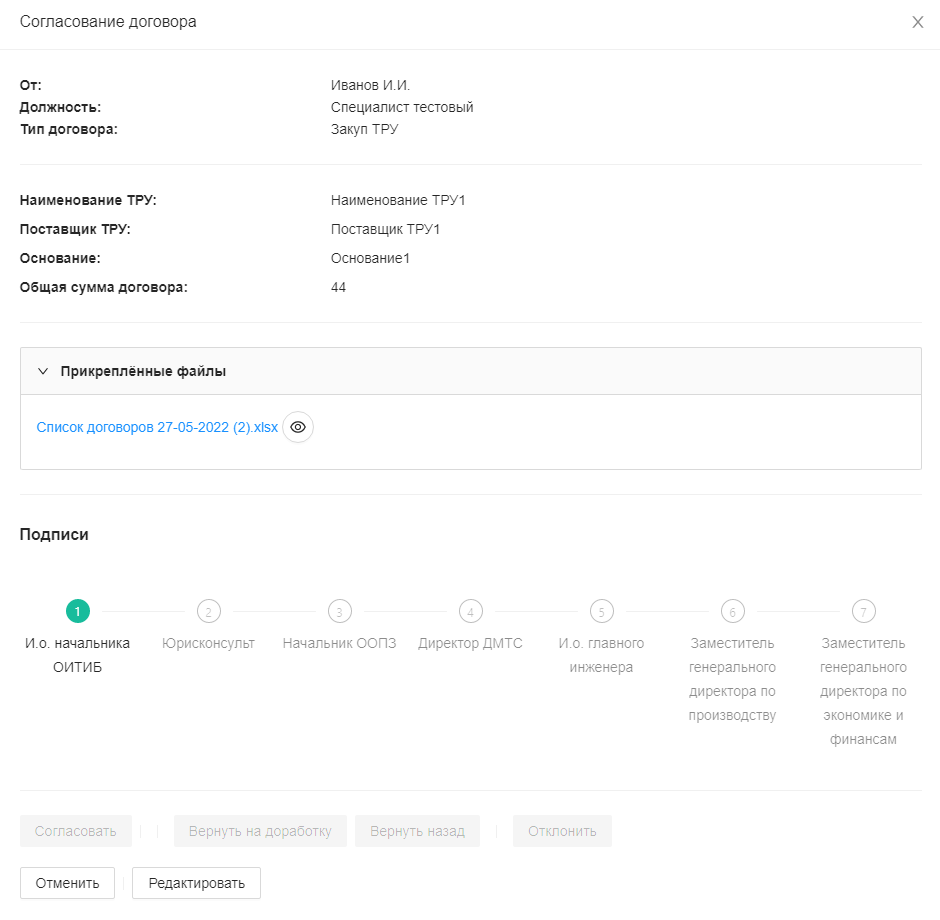 Согласование договора
От: Иванов И.И.
Должность: Специалист тестовый
Тип договора: Закуп ТРУ
Наименование ТРУ: Наименование ТРУ1
Поставщик ТРУ: Поставщик ТРУ1
Основание: Основание1
Общая сумма договора: 44
Прикреплённые файлы
Список договоров 27-05-2022 (2).xlsx
Подписи
1 2 3 4 5 6 7
И.о. начальника Юрисконсульт Начальник ООПЗ Директор ДМТС И.о. главного Заместитель Заместитель
ОИТИБ инженера генерального генерального
директора по директора по
производству экономике и
финансам
Согласовать Вернуть на доработку Вернуть назад Отклонить
Отменить Редактировать